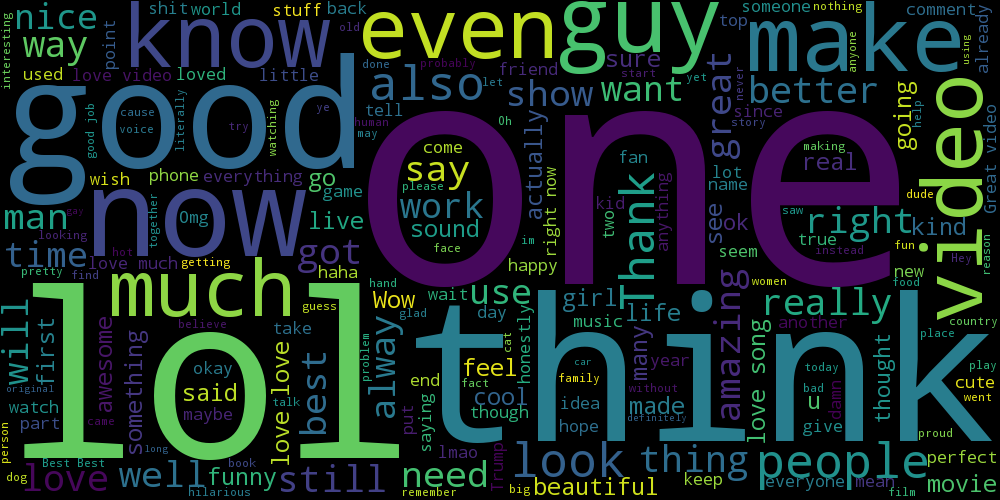 nice
shit world
stuff
back
old
even
guy
top
someone
nothing
comment
interesting
way
know
point
make
already
used
love video
loved
little
done
probably
let
friend
sure
start
yet
never
anyone
using
video
good
also
show
want
better
going
help
good job
cause
voice
literally
try
watching
ye
human
may
tell
Oh
actually
one
great
since
story
Great video
wish
phone
everything
go
game
come
say
please
work
sound
face
fan
kid
two
anything
Thank
lot
name
see
ok
making
real
saw
right
true
instead
dude
kind
fun
Hey
reason
man
gay
looking
now
together
Omg
live
im
right now
happy
seem
new
food
time
love much
hot
getting
find
pretty
got
haha
hand
Wow
wait
use
girl
music
life
women
really
another
country
place
will
first
much
guess
believe
lol
okay
said
maybe
take
talk
love love
best
problem
alway
glad
day
feel
cat
fact
cool
think
honestly
car
family
idea
hope
made
many
year
without
definitely
amazing
love song
today
bad
u
give
damn
thought
play
cute
went
proud
awesome
something
original
watch
part
came
long
person
dog
Best Best
love
well
funny
hilarious
book
still
put
end
saying
though
lmao
need
remember
Trump
big
look
beautiful
thing
keep
people
everyone
mean
film
movie
perfect